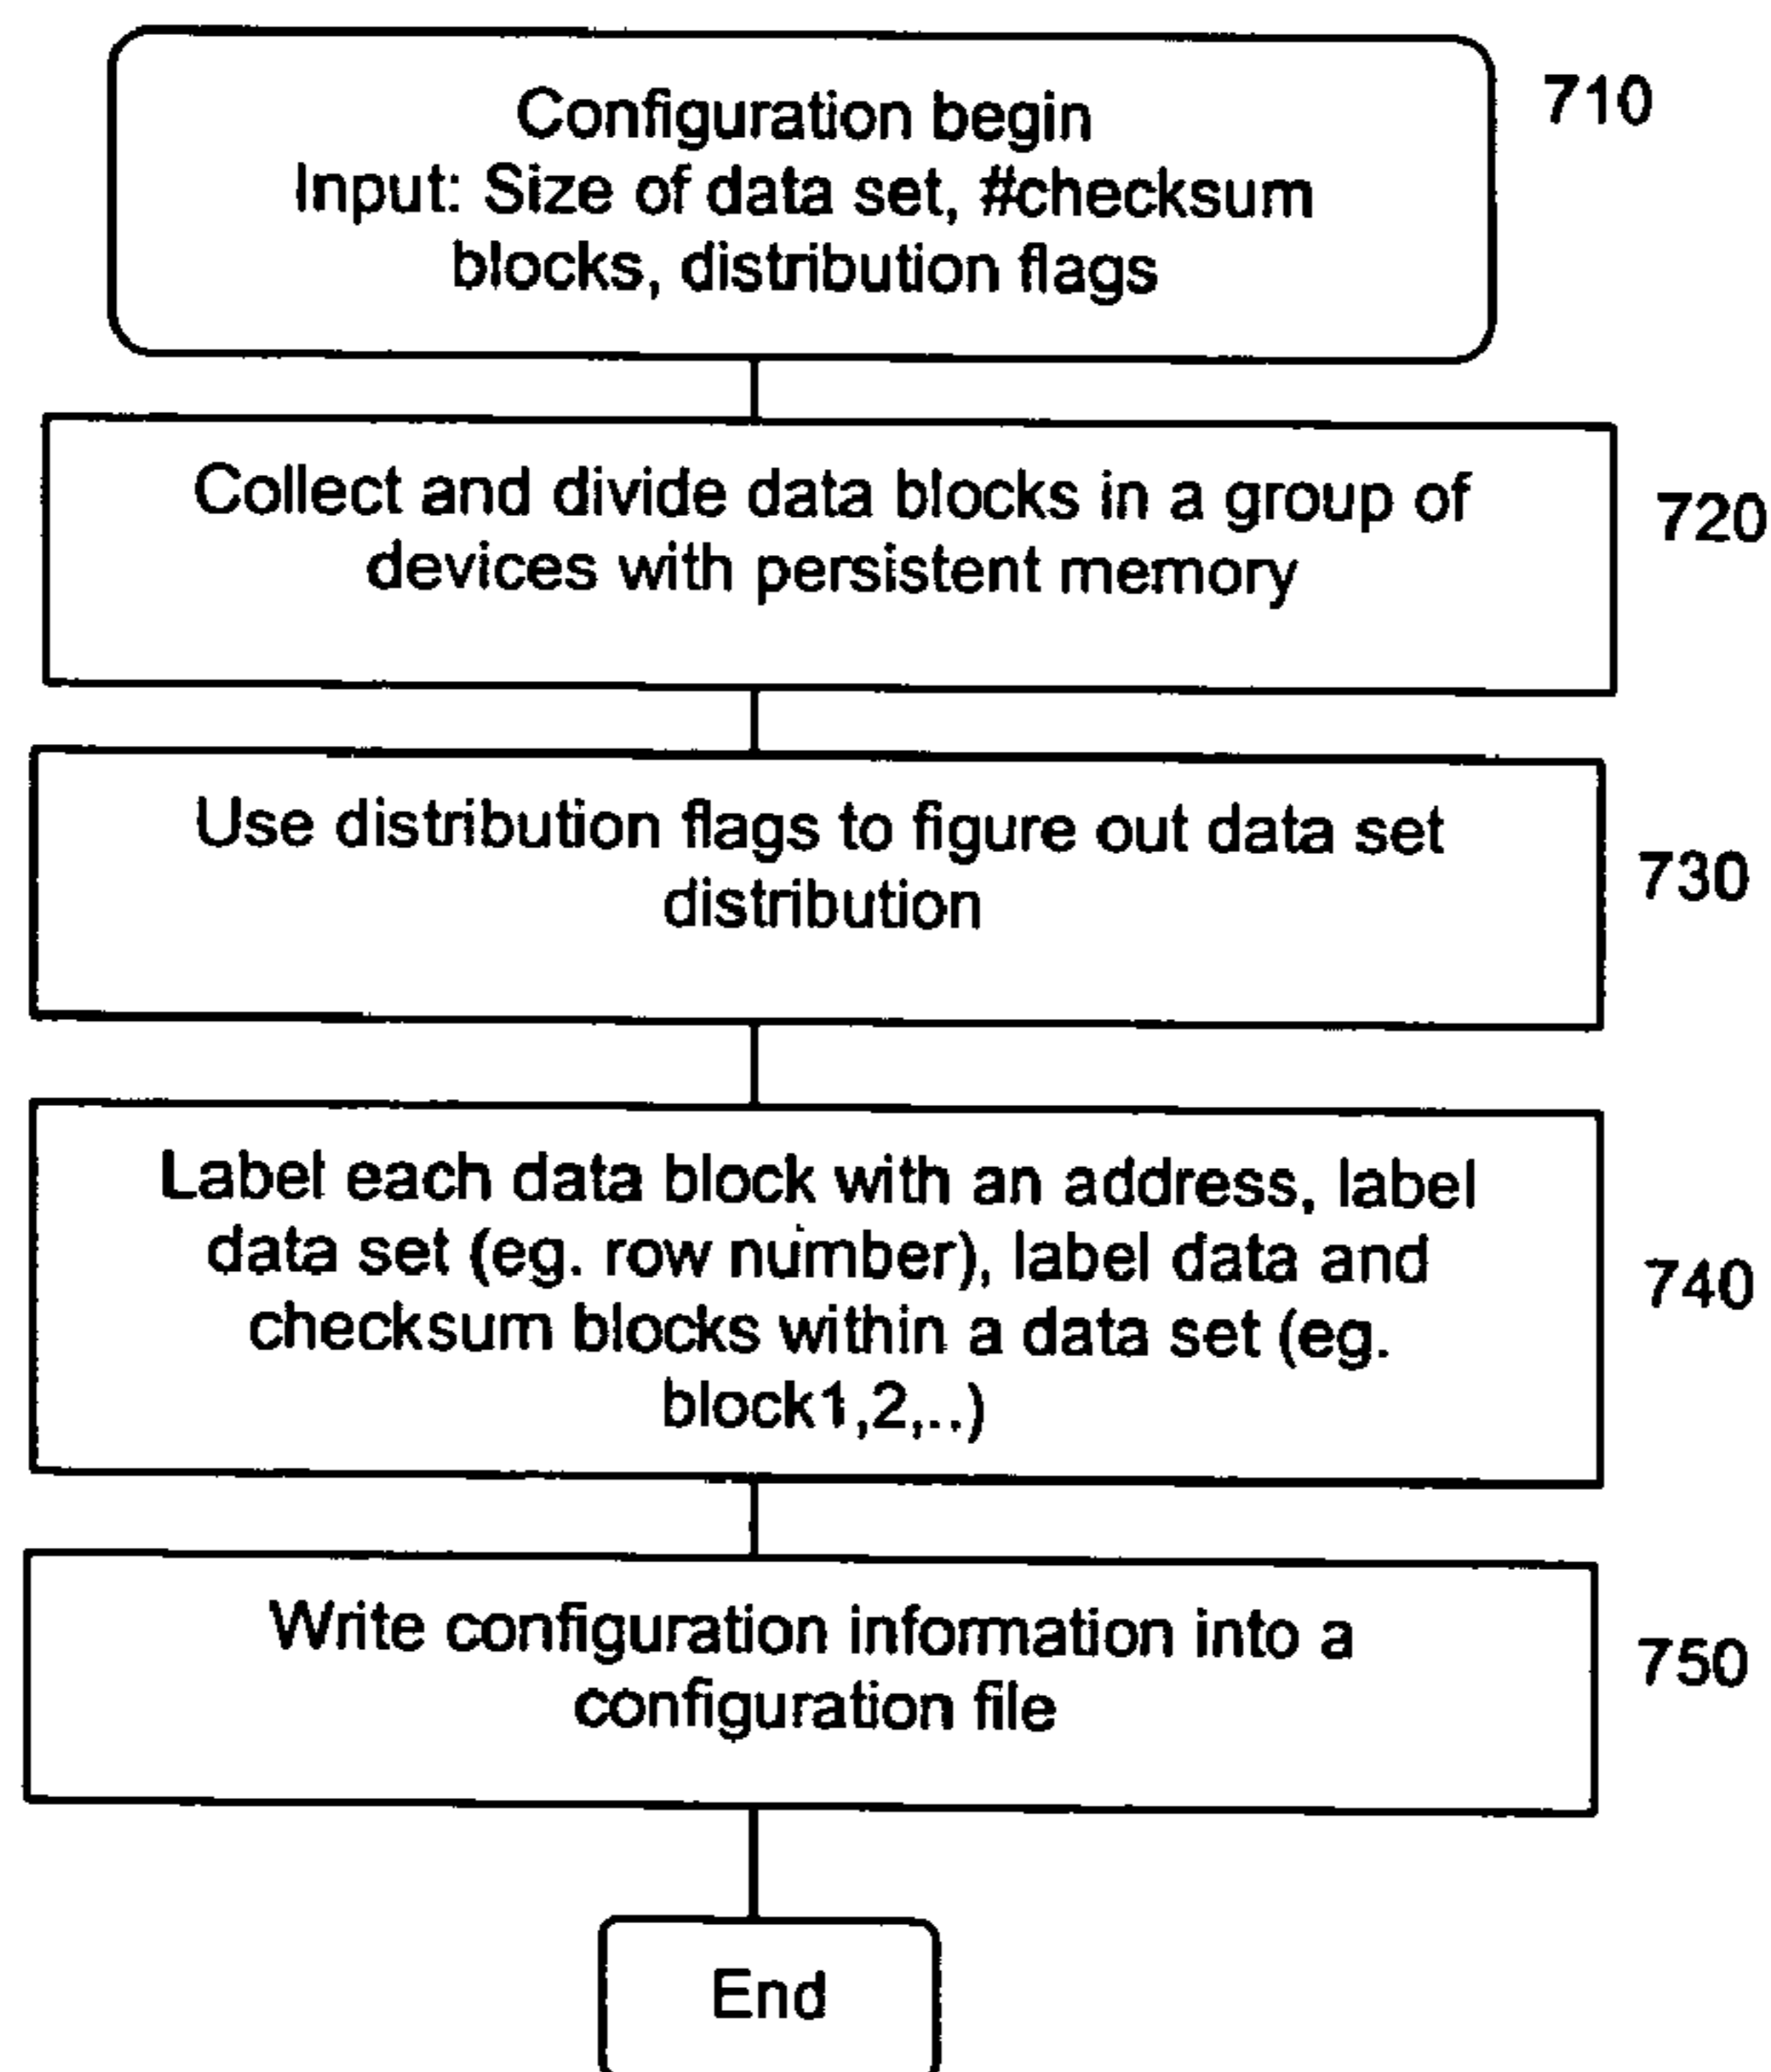 Configuration begin
710
Input: Size of data set, #checksum
blocks, distribution flags
Collect and divide data blocks in a group of
720
devices with persistent memory
Use distribution flags to figure out data set
730
distribution
Label each data block with an address, label
data set (eg. row number), label data and
740
checksum blocks within a data set (eg.
block1,2,..)
Write configuration information into a
750
configuration file
End